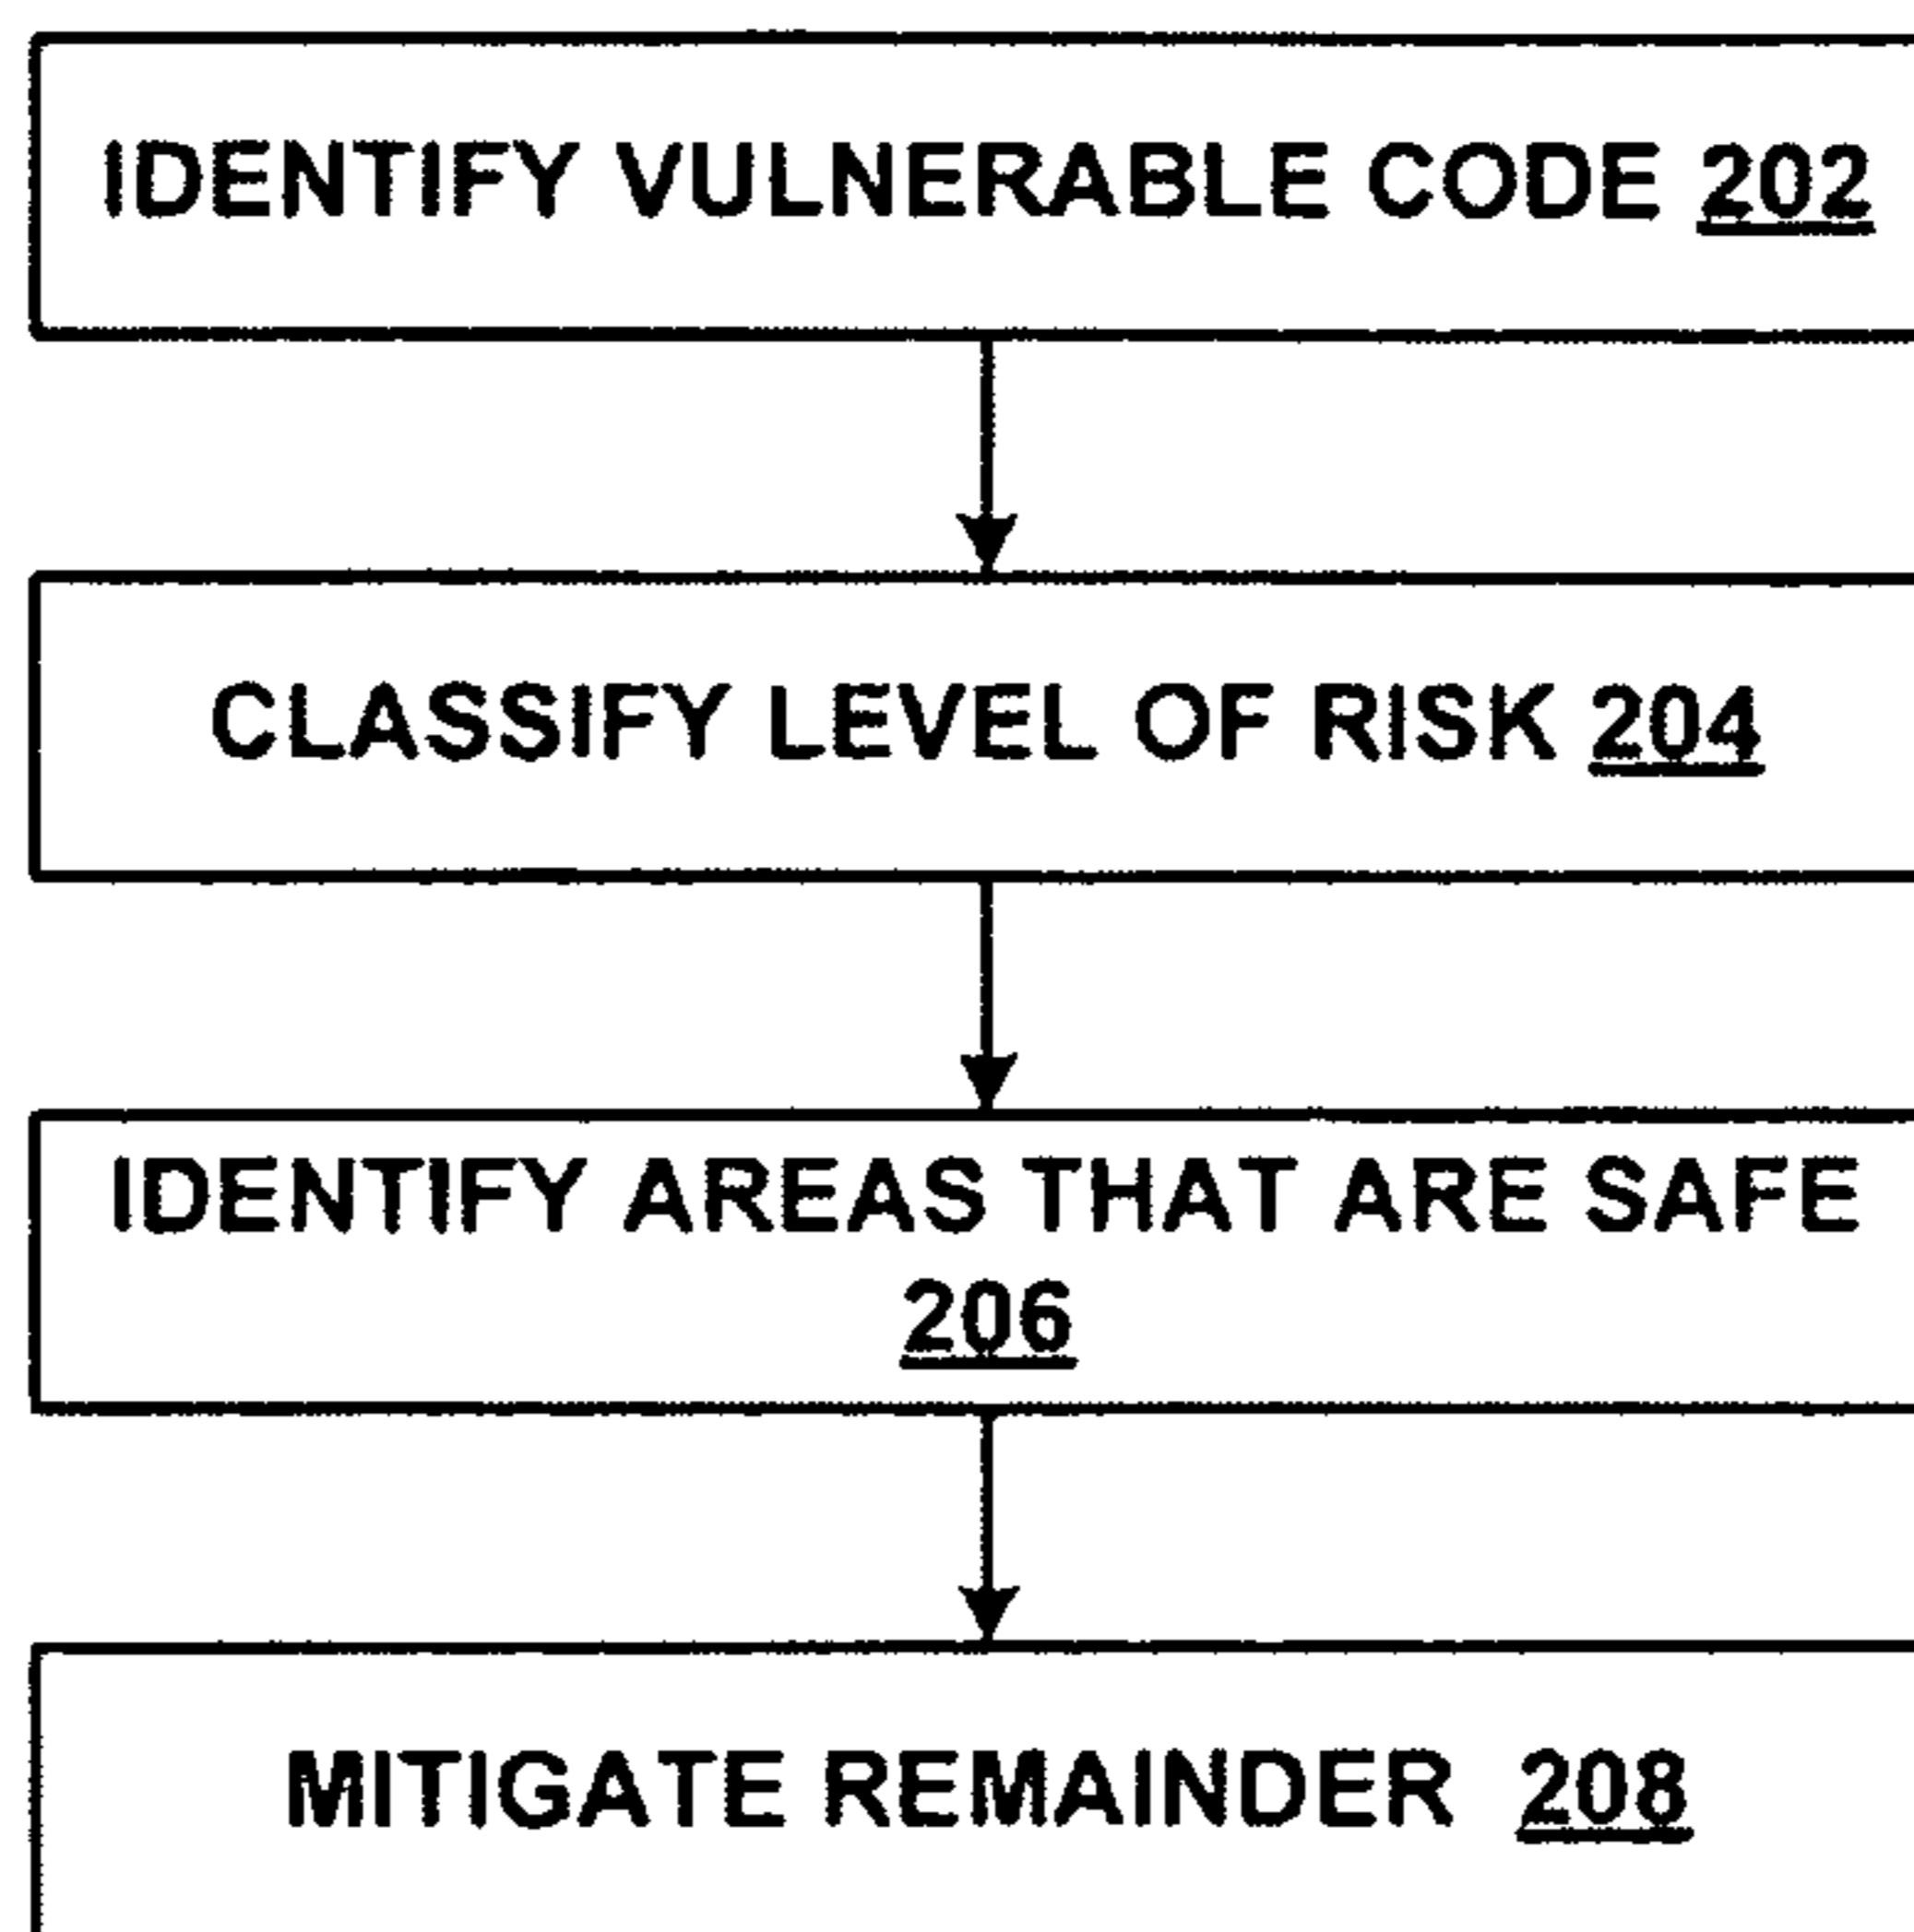 IDENTIFY VULNERABLE CODE 202
CLASSIFY LEVEL OF RISK 204
IDENTIFY AREAS THAT ARE SAFE
206
MITIGATE REMAINDER 208